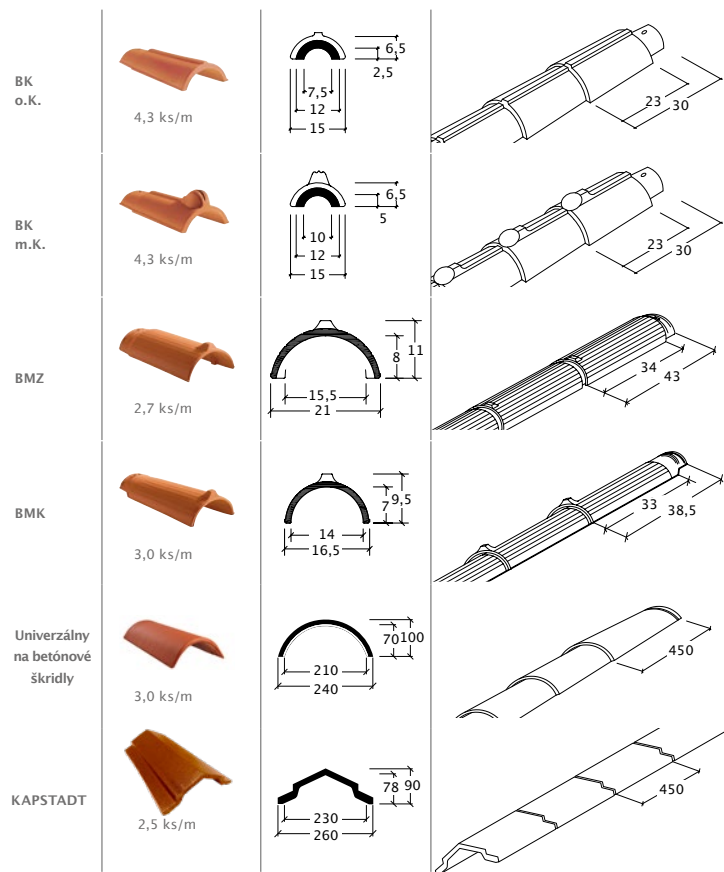 BK
o.K.
4,3 ks/m
6,5
2,5
7,5
12
15
23
30
BK
m.K.
4,3 ks/m
6,5
5
10
12
15
23
30
BMZ
2,7 ks/m
11
8
15,5
21
34
43
BMK
3,0 ks/m
9,5
7
14
16,5
33
38,5
Univerzálny
na betónové
škridly
3,0 ks/m
70
100
210
240
450
KAPSTADT
2,5 ks/m
78
90
230
260
450